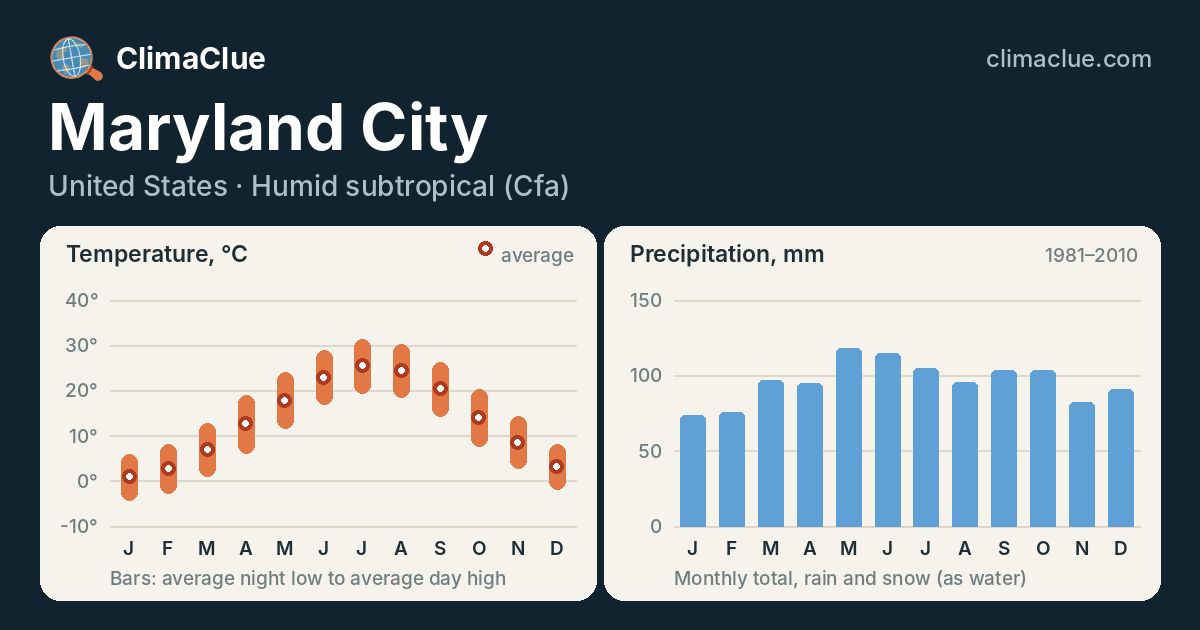 ClimaClue
climaclue.com
Maryland City
United States · Humid subtropical (Cfa)
Temperature, °C
average
40°
30°
20°
10°
0°
-10°
J F M A M J J A S O N D
Bars: average night low to average day high
Precipitation, mm
1981–2010
150
100
50
0
J F M A M J J A S O N D
Monthly total, rain and snow (as water)